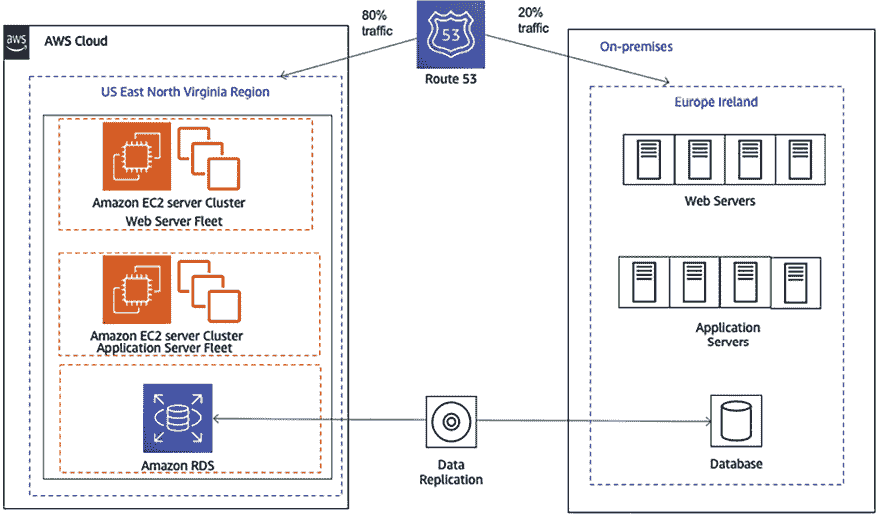 80%
traffic
20%
traffic
53
Route 53
aws
AWS Cloud
US East North Virginia Region
Amazon EC2 server Cluster
Web Server Fleet
Amazon EC2 server Cluster
Application Server Fleet
Amazon RDS
Data
Replication
On-premises
Europe Ireland
Web Servers
Application
Servers
Database